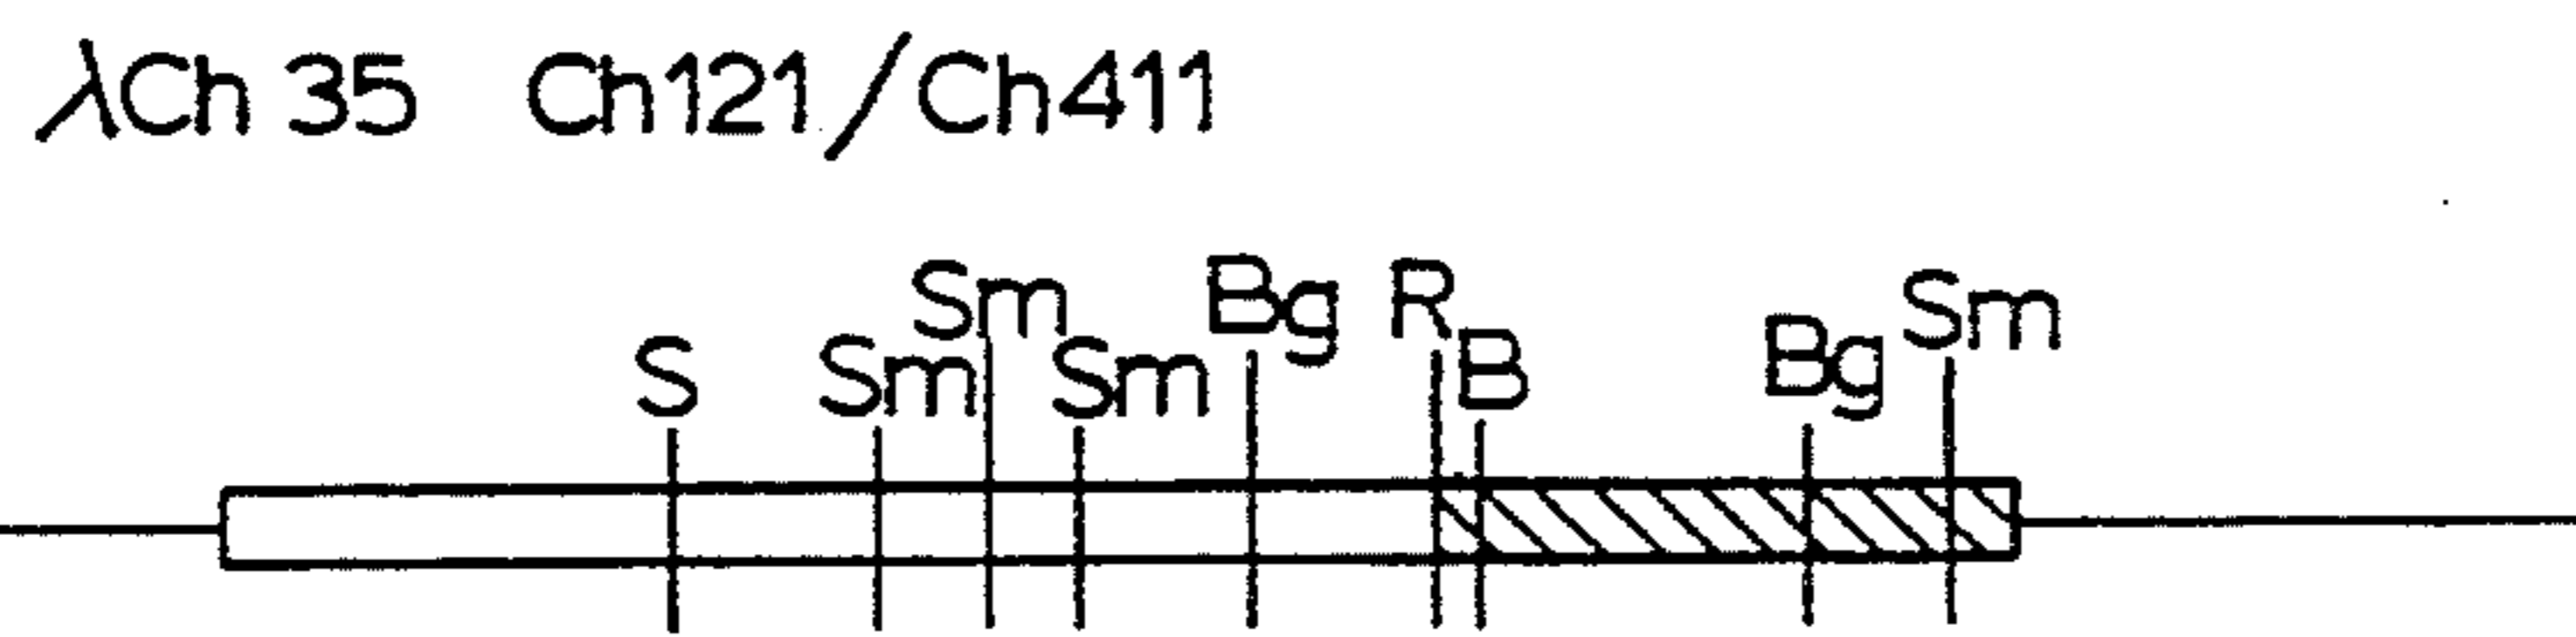 λCh 35 Ch121/Ch411
S Sm Sm Sm Bg R B Bg Sm